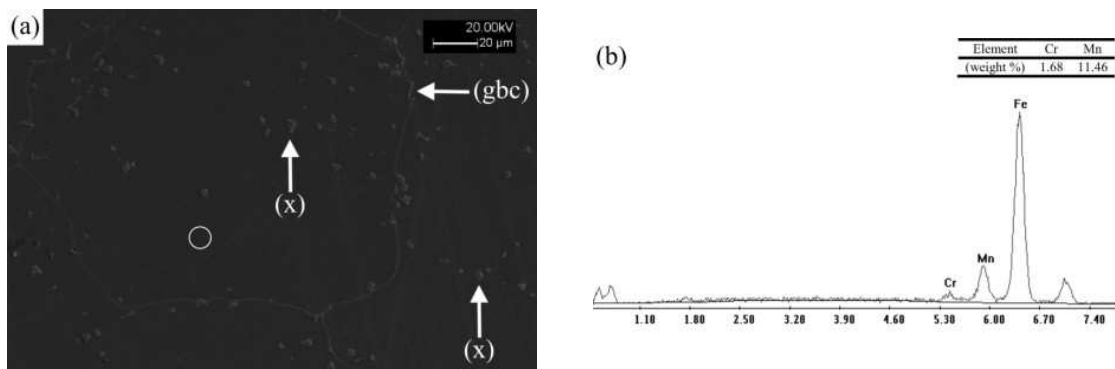 (a)
20.00kV
20 µm
(gbc)
(x)
(x)
(b)
Element Cr Mn
(weight %) 1.68 11.46
Fe
Mn
Cr
1.10 1.80 2.50 3.20 3.90 4.60 5.30 6.00 6.70 7.40